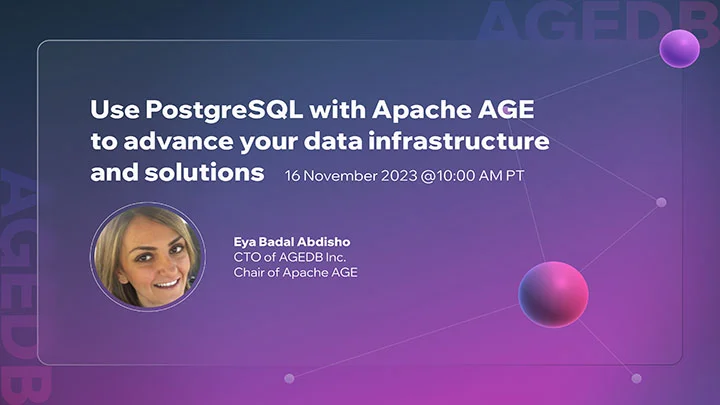 AGEDB
Use PostgreSQL with Apache AGE
to advance your data infrastructure
and solutions 16 November 2023 @10:00 AM PT
Eya Badal Abdisho
CTO of AGEDB Inc.
Chair of Apache AGE
AGEDB